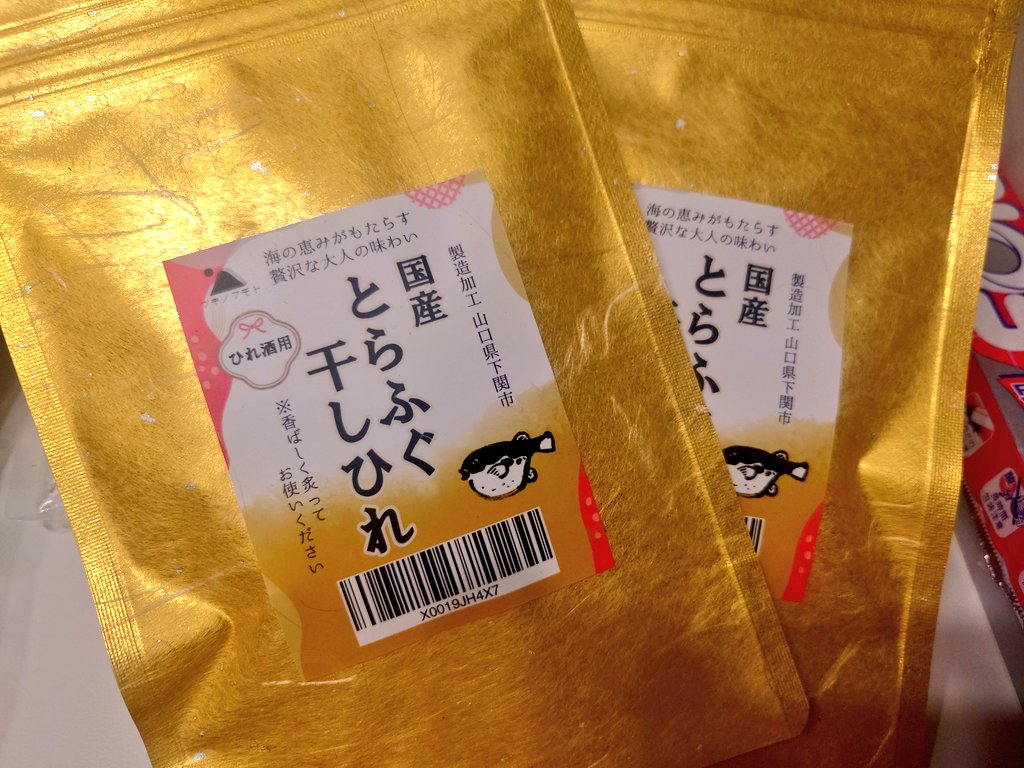 海の恵みがもたらす
贅沢な大人の味わい
製造加工 山口県下関市
国産
とらふぐ
干しひれ
ひれ酒用
※香ばしく炙って
お使いください
X0019JH4X7
海の恵みがもたらす
贅沢な大人の味わい
製造加工 山口県下関市
国産
とらふ